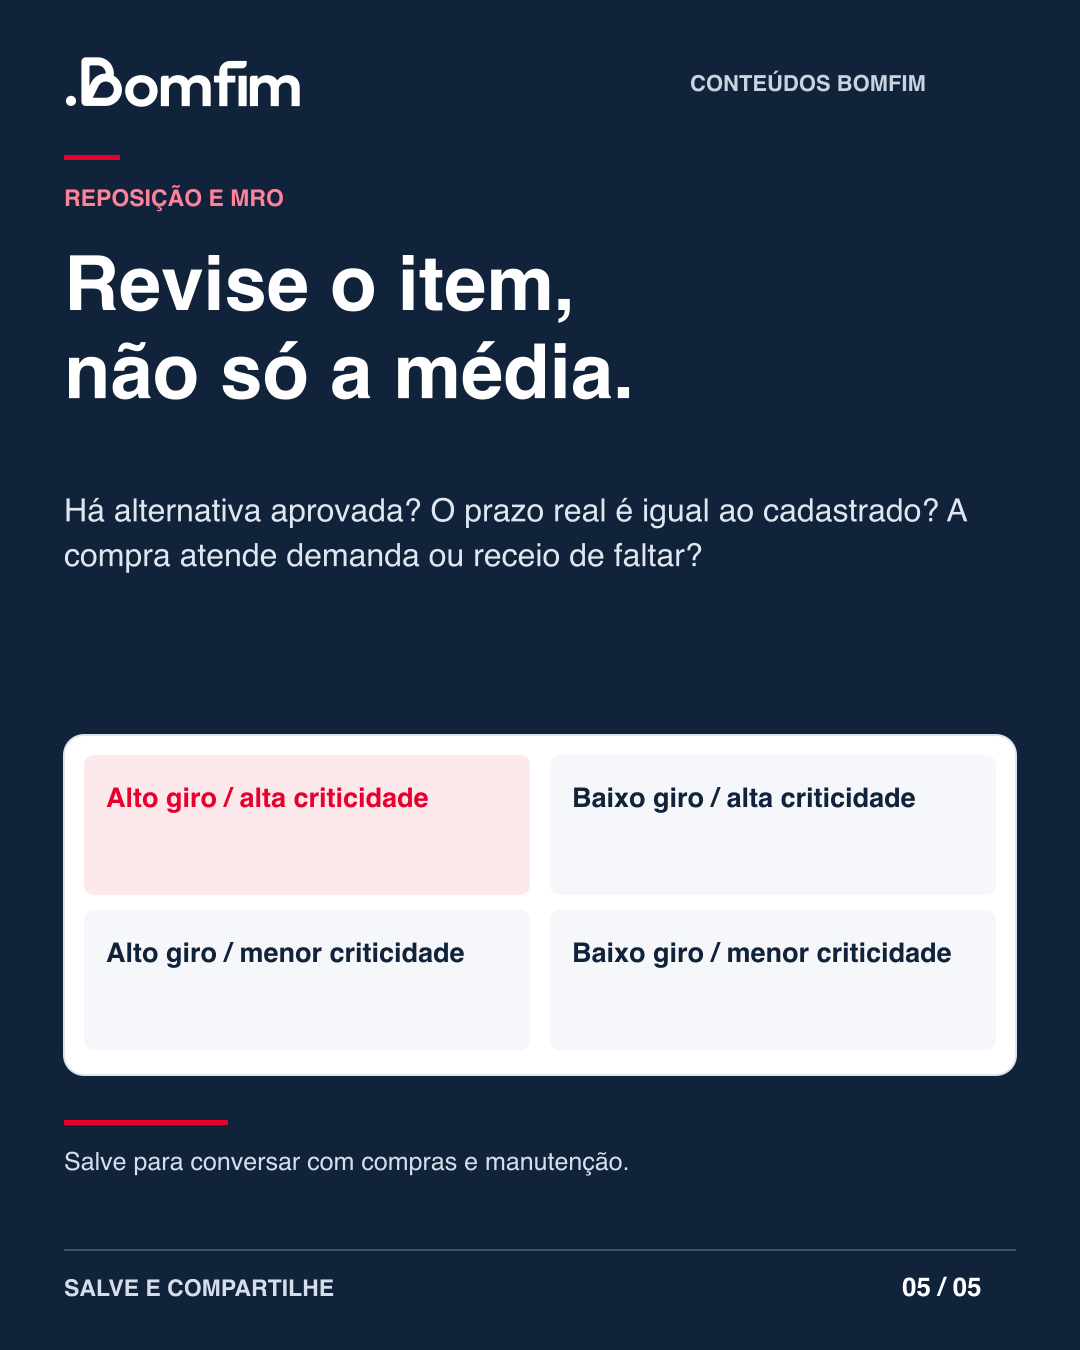 .Bomfim
CONTEÚDOS BOMFIM
REPOSIÇÃO E MRO
Revise o item,
não só a média.
Há alternativa aprovada? O prazo real é igual ao cadastrado? A
compra atende demanda ou receio de faltar?
Alto giro / alta criticidade
Baixo giro / alta criticidade
Alto giro / menor criticidade
Baixo giro / menor criticidade
Salve para conversar com compras e manutenção.
SALVE E COMPARTILHE
05 / 05